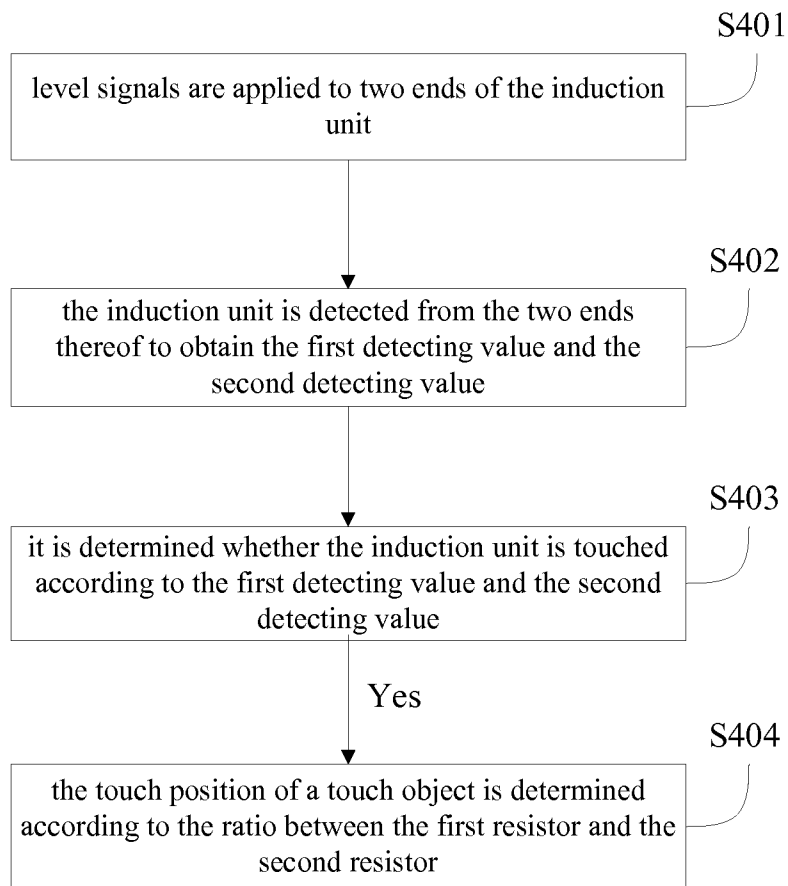 S401
level signals are applied to two ends of the induction
unit
S402
the induction unit is detected from the two ends
thereof to obtain the first detecting value and the
second detecting value
S403
it is determined whether the induction unit is touched
according to the first detecting value and the second
detecting value
Yes
S404
the touch position of a touch object is determined
according to the ratio between the first resistor and the
second resistor